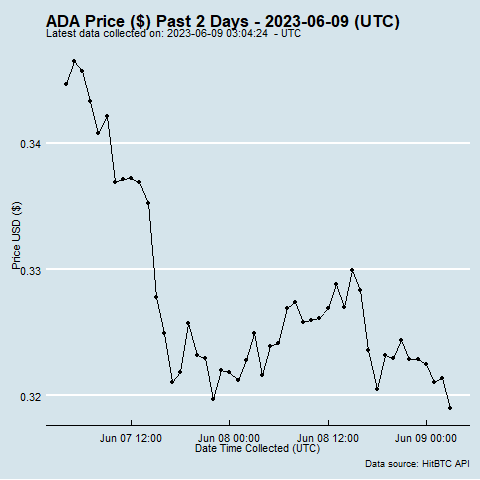 ADA Price ($) Past 2 Days - 2023-06-09 (UTC)
Latest data collected on: 2023-06-09 03:04:24  - UTC
0.34
0.33
0.32
Price USD ($)
Jun 07 12:00 Jun 08 00:00 Jun 08 12:00 Jun 09 00:00
Date Time Collected (UTC)
Data source: HitBTC API